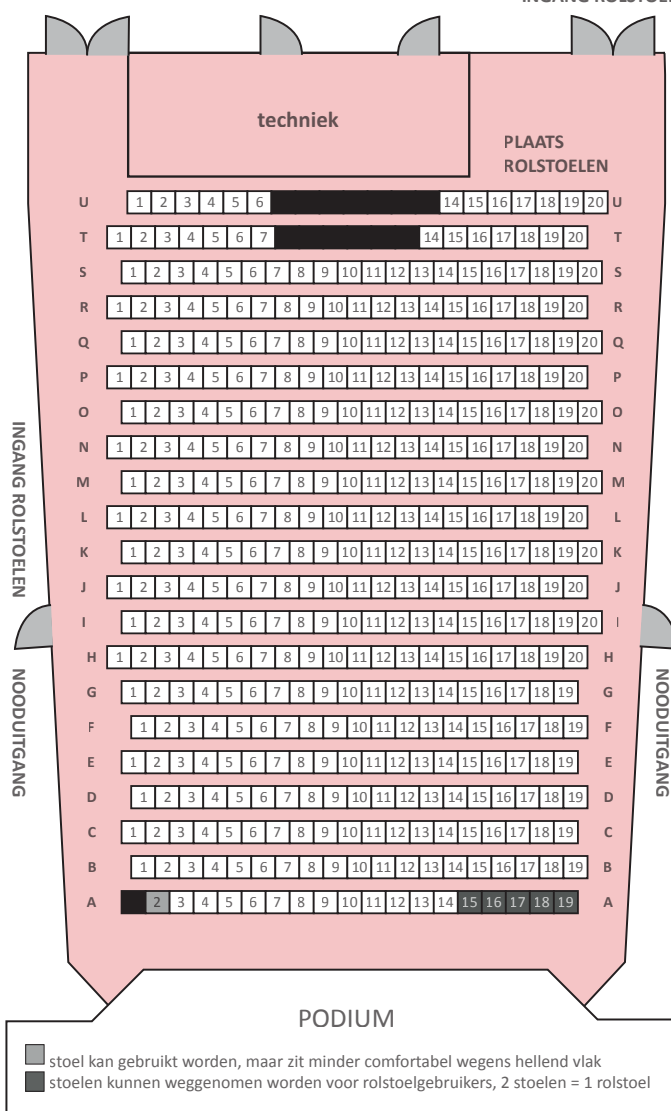 INGANG ROLSTOEL
techniek
PLAATS
ROLSTOELEN
U 1 2 3 4 5 6 14 15 16 17 18 19 20 U
T 1 2 3 4 5 6 7 14 15 16 17 18 19 20 T
S 1 2 3 4 5 6 7 8 9 10 11 12 13 14 15 16 17 18 19 20 S
R 1 2 3 4 5 6 7 8 9 10 11 12 13 14 15 16 17 18 19 20 R
Q 1 2 3 4 5 6 7 8 9 10 11 12 13 14 15 16 17 18 19 20 Q
P 1 2 3 4 5 6 7 8 9 10 11 12 13 14 15 16 17 18 19 20 P
O 1 2 3 4 5 6 7 8 9 10 11 12 13 14 15 16 17 18 19 20 O
N 1 2 3 4 5 6 7 8 9 10 11 12 13 14 15 16 17 18 19 20 N
M 1 2 3 4 5 6 7 8 9 10 11 12 13 14 15 16 17 18 19 20 M
L 1 2 3 4 5 6 7 8 9 10 11 12 13 14 15 16 17 18 19 20 L
K 1 2 3 4 5 6 7 8 9 10 11 12 13 14 15 16 17 18 19 20 K
J 1 2 3 4 5 6 7 8 9 10 11 12 13 14 15 16 17 18 19 20 J
I 1 2 3 4 5 6 7 8 9 10 11 12 13 14 15 16 17 18 19 20 I
H 1 2 3 4 5 6 7 8 9 10 11 12 13 14 15 16 17 18 19 20 H
G 1 2 3 4 5 6 7 8 9 10 11 12 13 14 15 16 17 18 19 G
F 1 2 3 4 5 6 7 8 9 10 11 12 13 14 15 16 17 18 19 F
E 1 2 3 4 5 6 7 8 9 10 11 12 13 14 15 16 17 18 19 E
D 1 2 3 4 5 6 7 8 9 10 11 12 13 14 15 16 17 18 19 D
C 1 2 3 4 5 6 7 8 9 10 11 12 13 14 15 16 17 18 19 C
B 1 2 3 4 5 6 7 8 9 10 11 12 13 14 15 16 17 18 19 B
A 2 3 4 5 6 7 8 9 10 11 12 13 14 15 16 17 18 19 A
INGANG ROLSTOELEN
NOODUITGANG
NOODUITGANG
PODIUM
stoel kan gebruikt worden, maar zit minder comfortabel wegens hellend vlak
stoelen kunnen weggenomen worden voor rolstoelgebruikers, 2 stoelen = 1 rolstoel